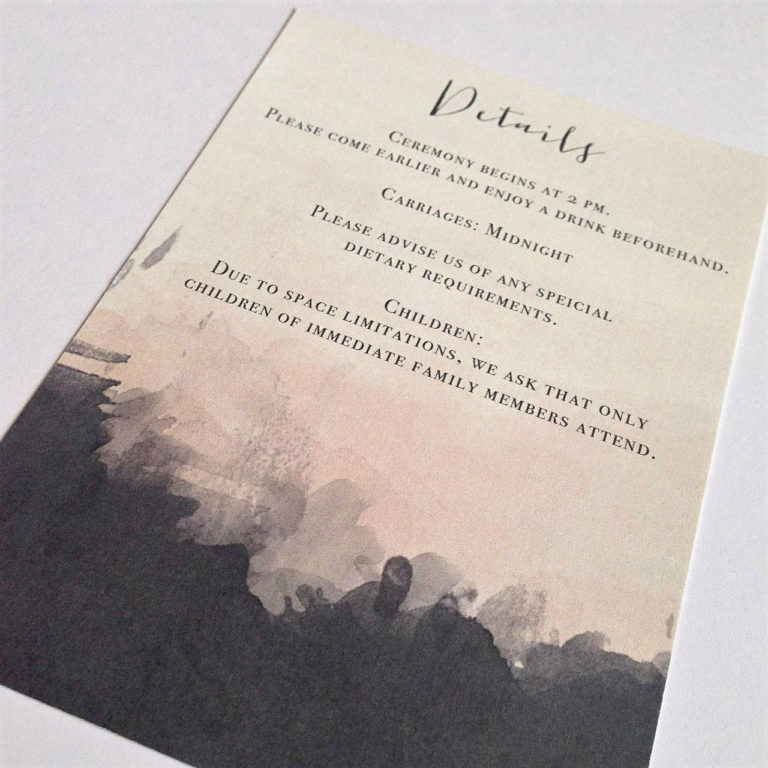 Details
Ceremony begins at 2 pm.
Please come earlier and enjoy a drink beforehand.
Carriages: Midnight
Please advise us of any speicial
dietary requirements.
Children:
Due to space limitations, we ask that only
children of immediate family members attend.